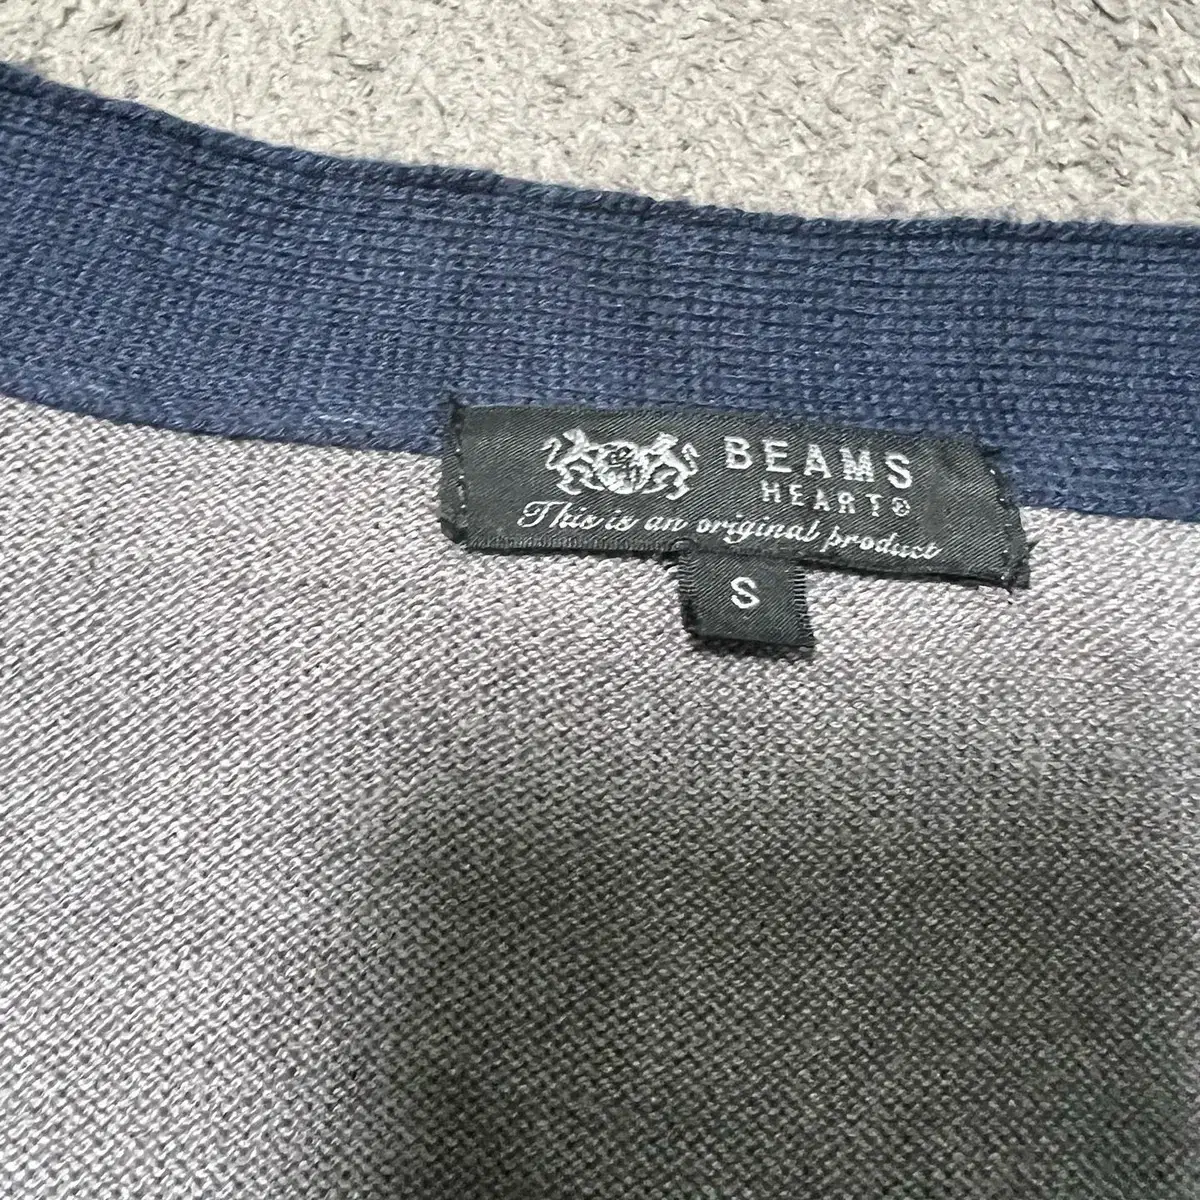 BEAMS
HEART®
This is an original product
S